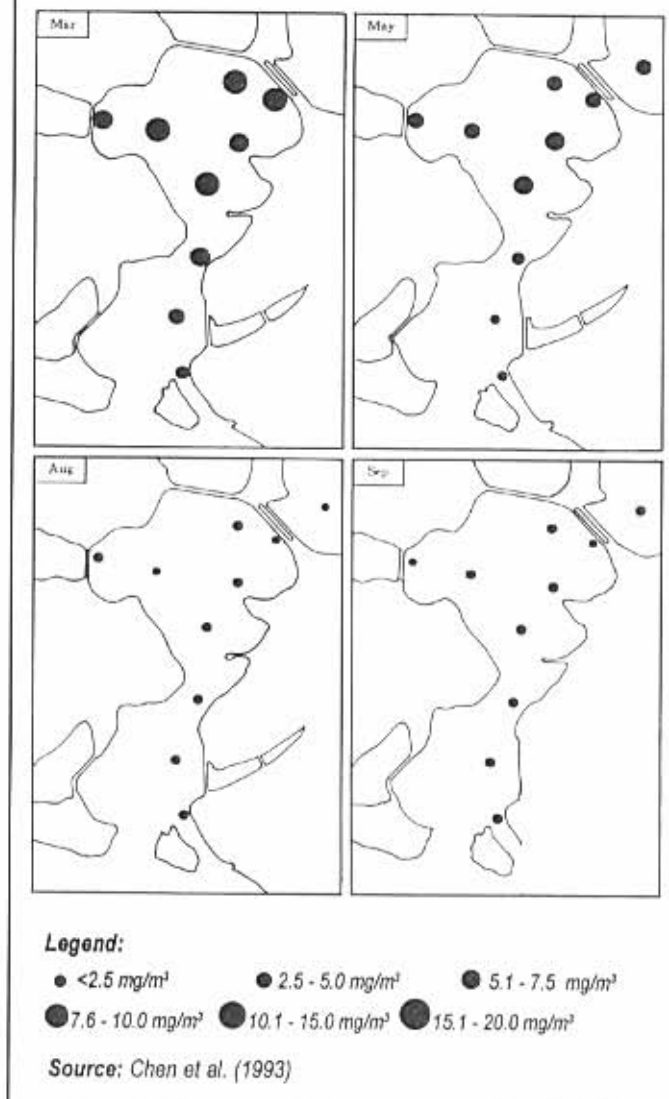 Mar
May
Aug
Sep
Legend:
<2.5 mg/m³ 2.5 - 5.0 mg/m³ 5.1 - 7.5 mg/m³
7.6 - 10.0 mg/m³ 10.1 - 15.0 mg/m³ 15.1 - 20.0 mg/m³
Source: Chen et al. (1993)